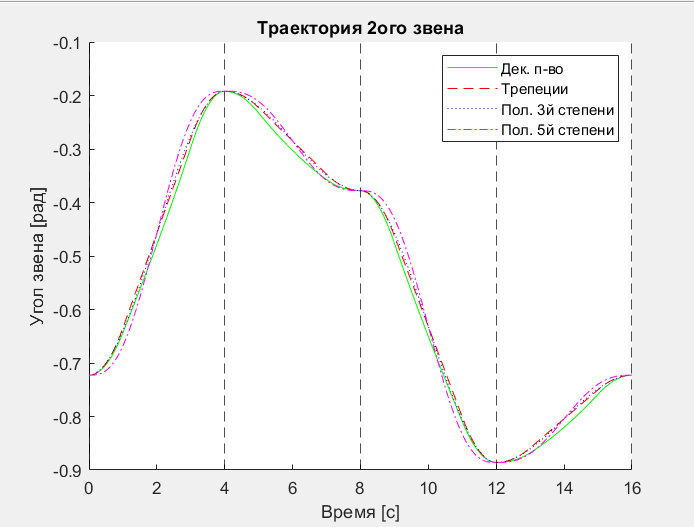 Траектория 2ого звена
Дек. п-во
Трепеции
Пол. 3й степени
Пол. 5й степени
Угол звена [рад]
-0.1
-0.2
-0.3
-0.4
-0.5
-0.6
-0.7
-0.8
-0.9
0 2 4 6 8 10 12 14 16
Время [с]